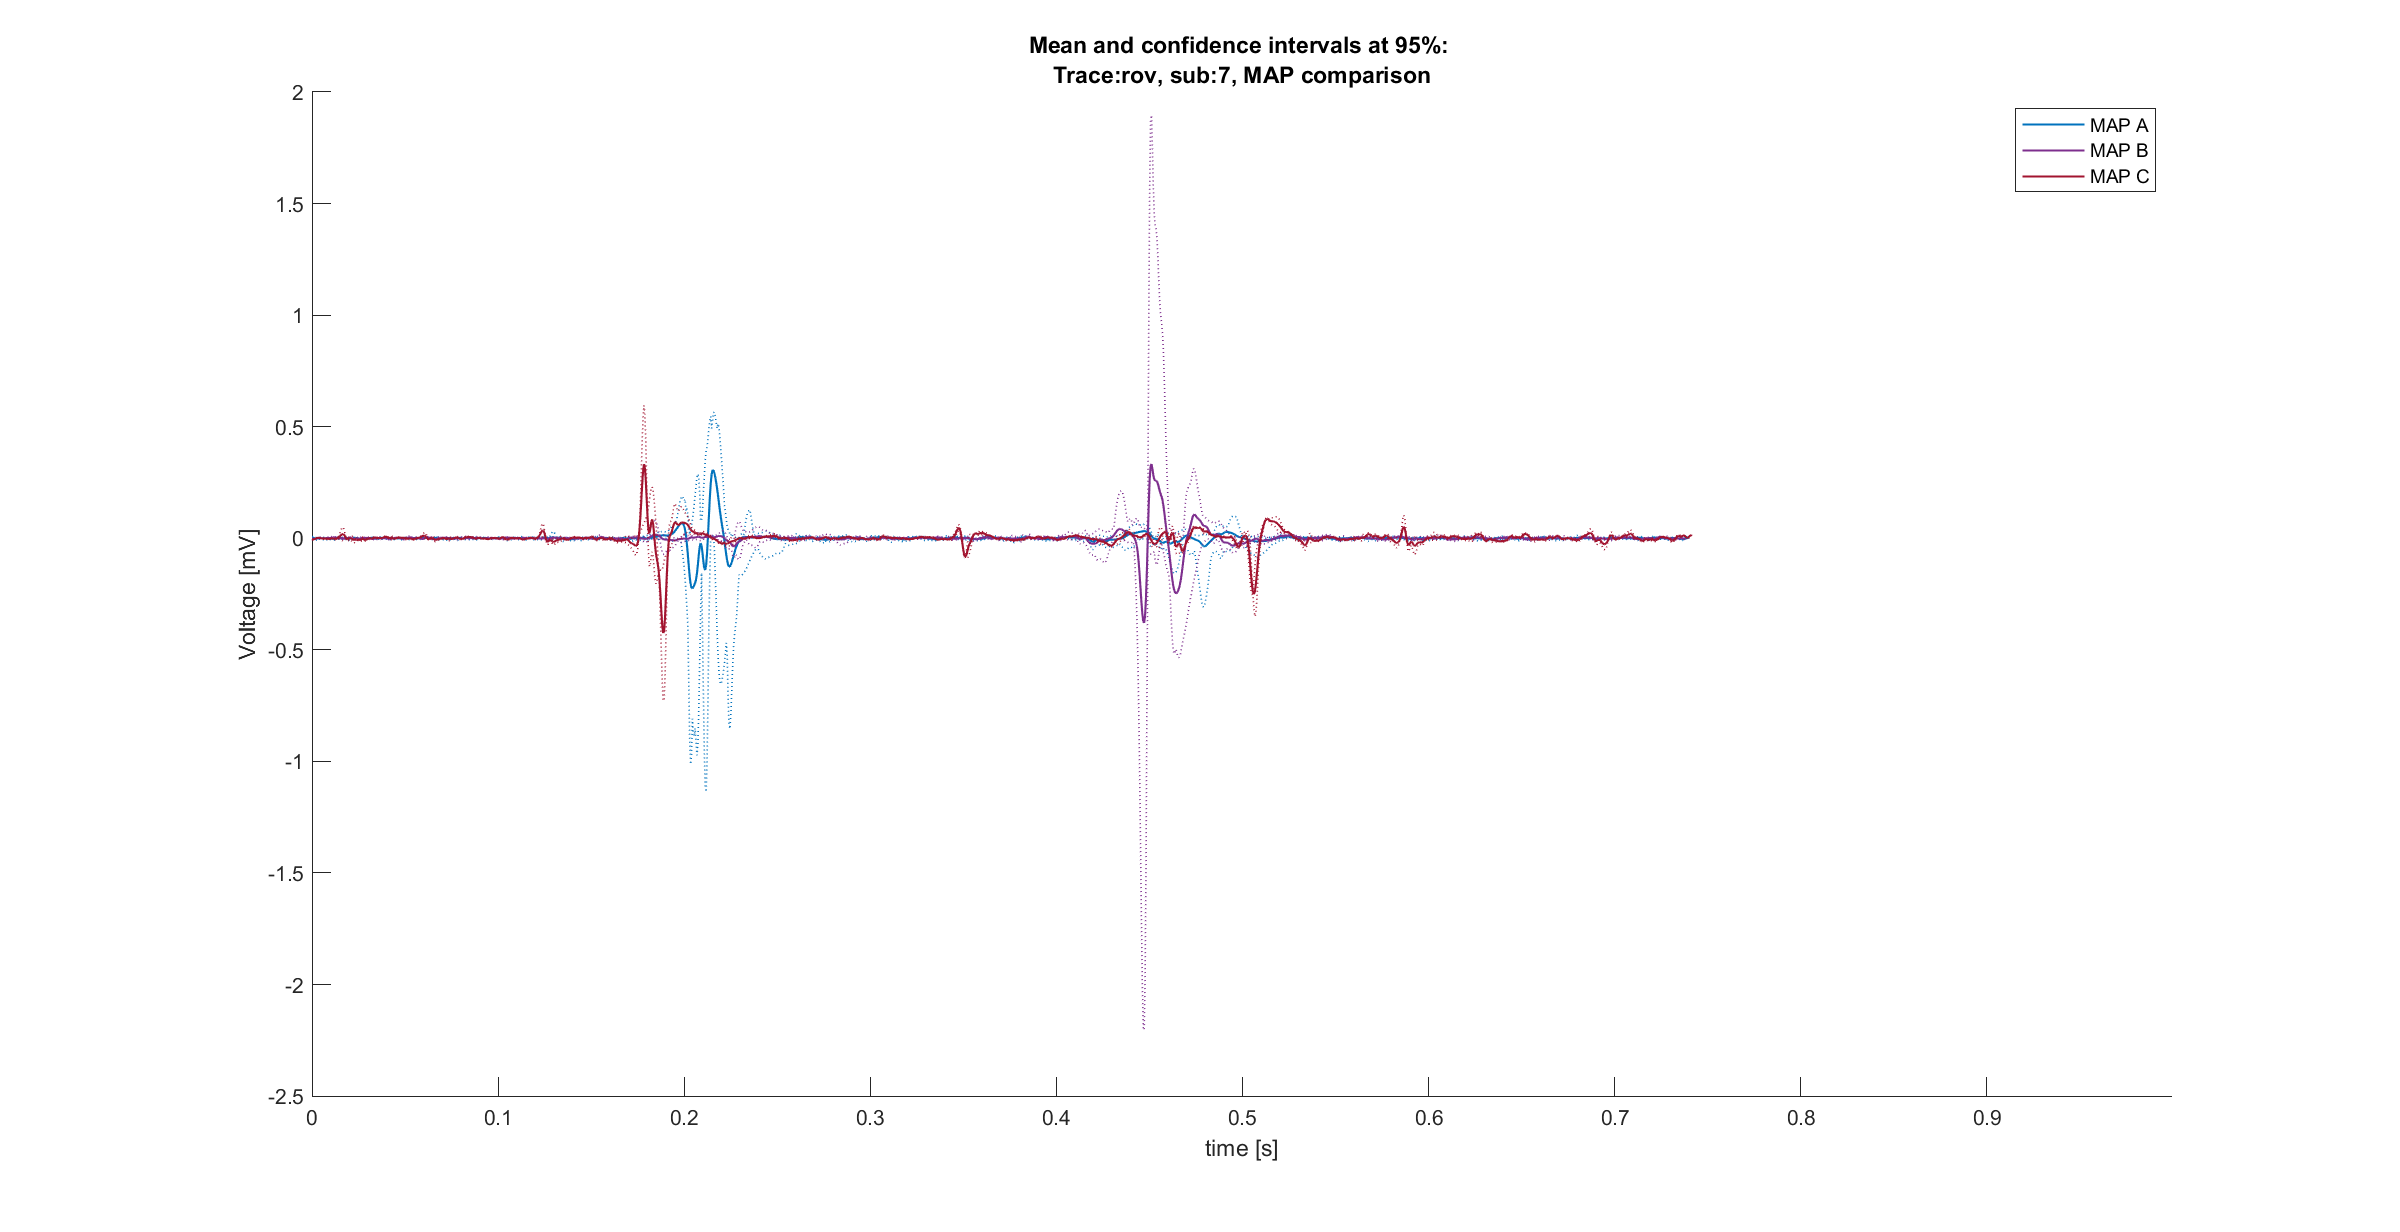 Mean and confidence intervals at 95%:
Trace:rov, sub:7, MAP comparison
MAP A
MAP B
MAP C
Voltage [mV]
2
1.5
1
0.5
0
-0.5
-1
-1.5
-2
-2.5
0 0.1 0.2 0.3 0.4 0.5 0.6 0.7 0.8 0.9
time [s]